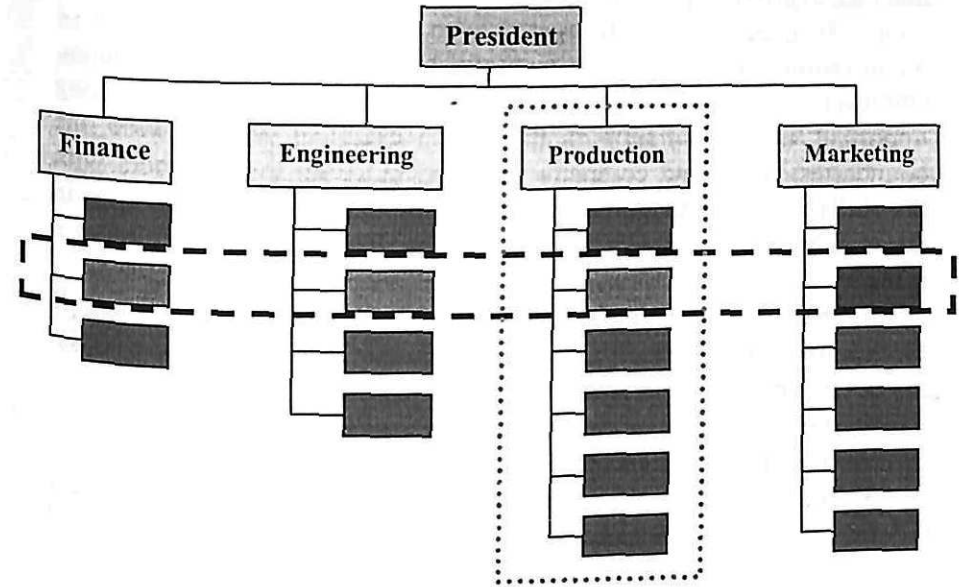 President
Finance
Engineering
Production
Marketing